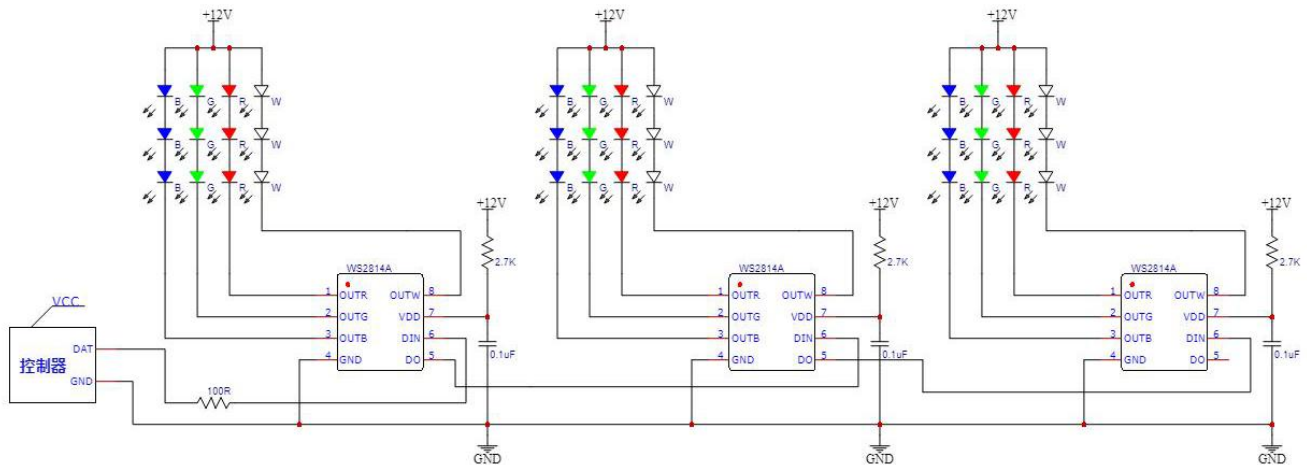 +12V +12V +12V
B G R W B G R W B G R W
B G R W B G R W B G R W
B G R W B G R W B G R W
+12V +12V +12V
2.7K 2.7K 2.7K
WS2814A WS2814A WS2814A
1 OUTR OUTW 8 1 OUTR OUTW 8 1 OUTR OUTW 8
VCC 2 OUTG VDD 7 2 OUTG VDD 7 2 OUTG VDD 7
3 OUTB DIN 6 3 OUTB DIN 6 3 OUTB DIN 6
DAT 0.1uF 0.1uF 0.1uF
控制器 4 GND DO 5 4 GND DO 5 4 GND DO 5
GND
100R
GND GND GND